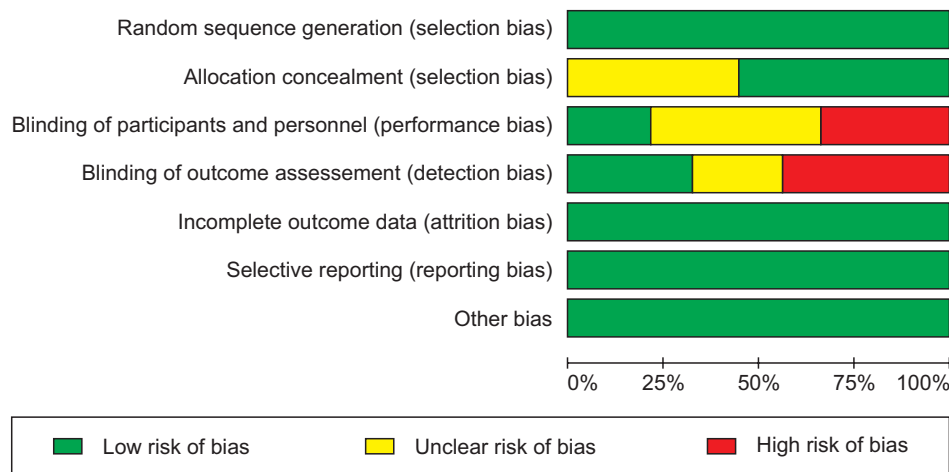 Random sequence generation (selection bias)
Allocation concealment (selection bias)
Blinding of participants and personnel (performance bias)
Blinding of outcome assessement (detection bias)
Incomplete outcome data (attrition bias)
Selective reporting (reporting bias)
Other bias
0% 25% 50% 75% 100%
Low risk of bias Unclear risk of bias High risk of bias